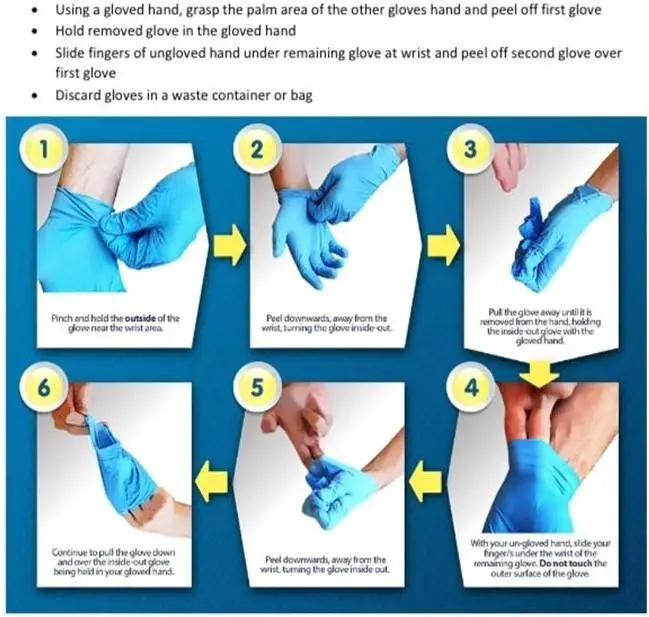 • Using a gloved hand, grasp the palm area of the other gloves hand and peel off first glove
• Hold removed glove in the gloved hand
• Slide fingers of ungloved hand under remaining glove at wrist and peel off second glove over
first glove
• Discard gloves in a waste container or bag
1
Pinch and hold the outside of the
glove near the wrist area.
2
Peel downwards, away from the
wrist, turning the glove inside-out.
3
Pull the glove away until it is
removed from the hand, holding
the inside-out glove with the
gloved hand.
4
With your un-gloved hand, slide your
finger/s under the wrist of the
remaining glove. Do not touch the
outer surface of the glove.
5
Peel downwards, away from the
wrist, turning the glove inside out.
6
Continue to pull the glove down
and over the inside-out glove
being held in your gloved hand.